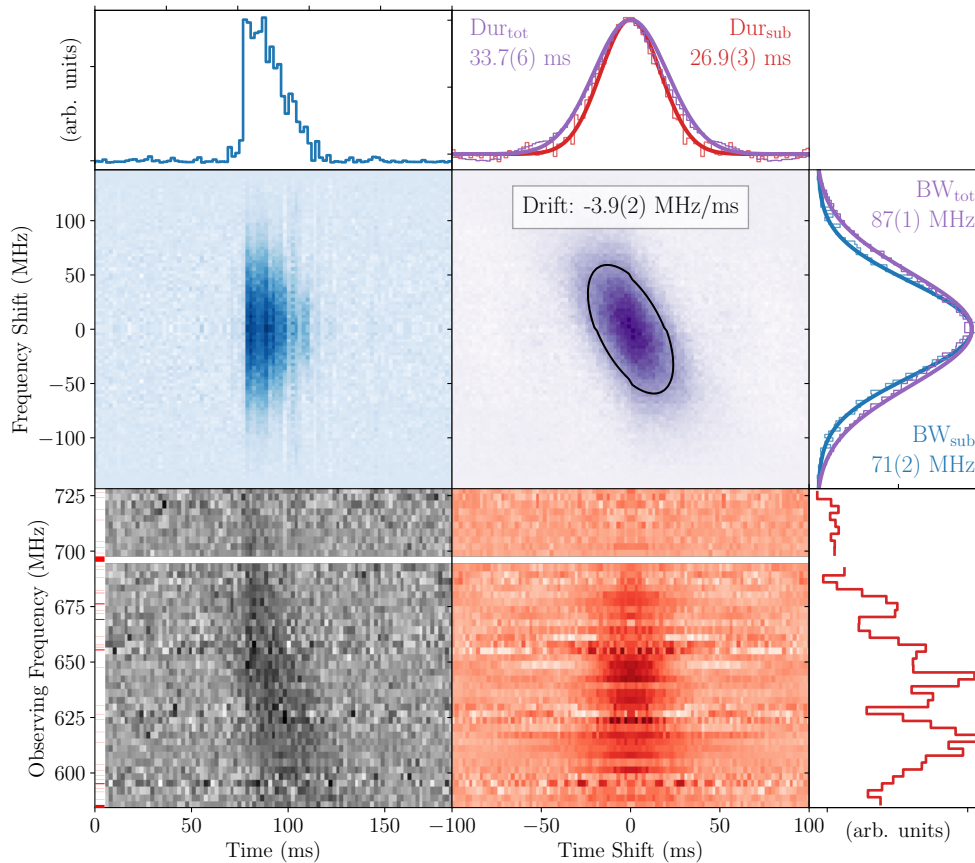 (arb. units)
Dur_tot
33.7(6) ms
Dur_sub
26.9(3) ms
Frequency Shift (MHz)
100
50
0
−50
−100
Drift: -3.9(2) MHz/ms
BW_tot
87(1) MHz
BW_sub
71(2) MHz
Observing Frequency (MHz)
725
700
675
650
625
600
0
50
100
150
−100
−50
0
50
100
Time (ms)
Time Shift (ms)
(arb. units)